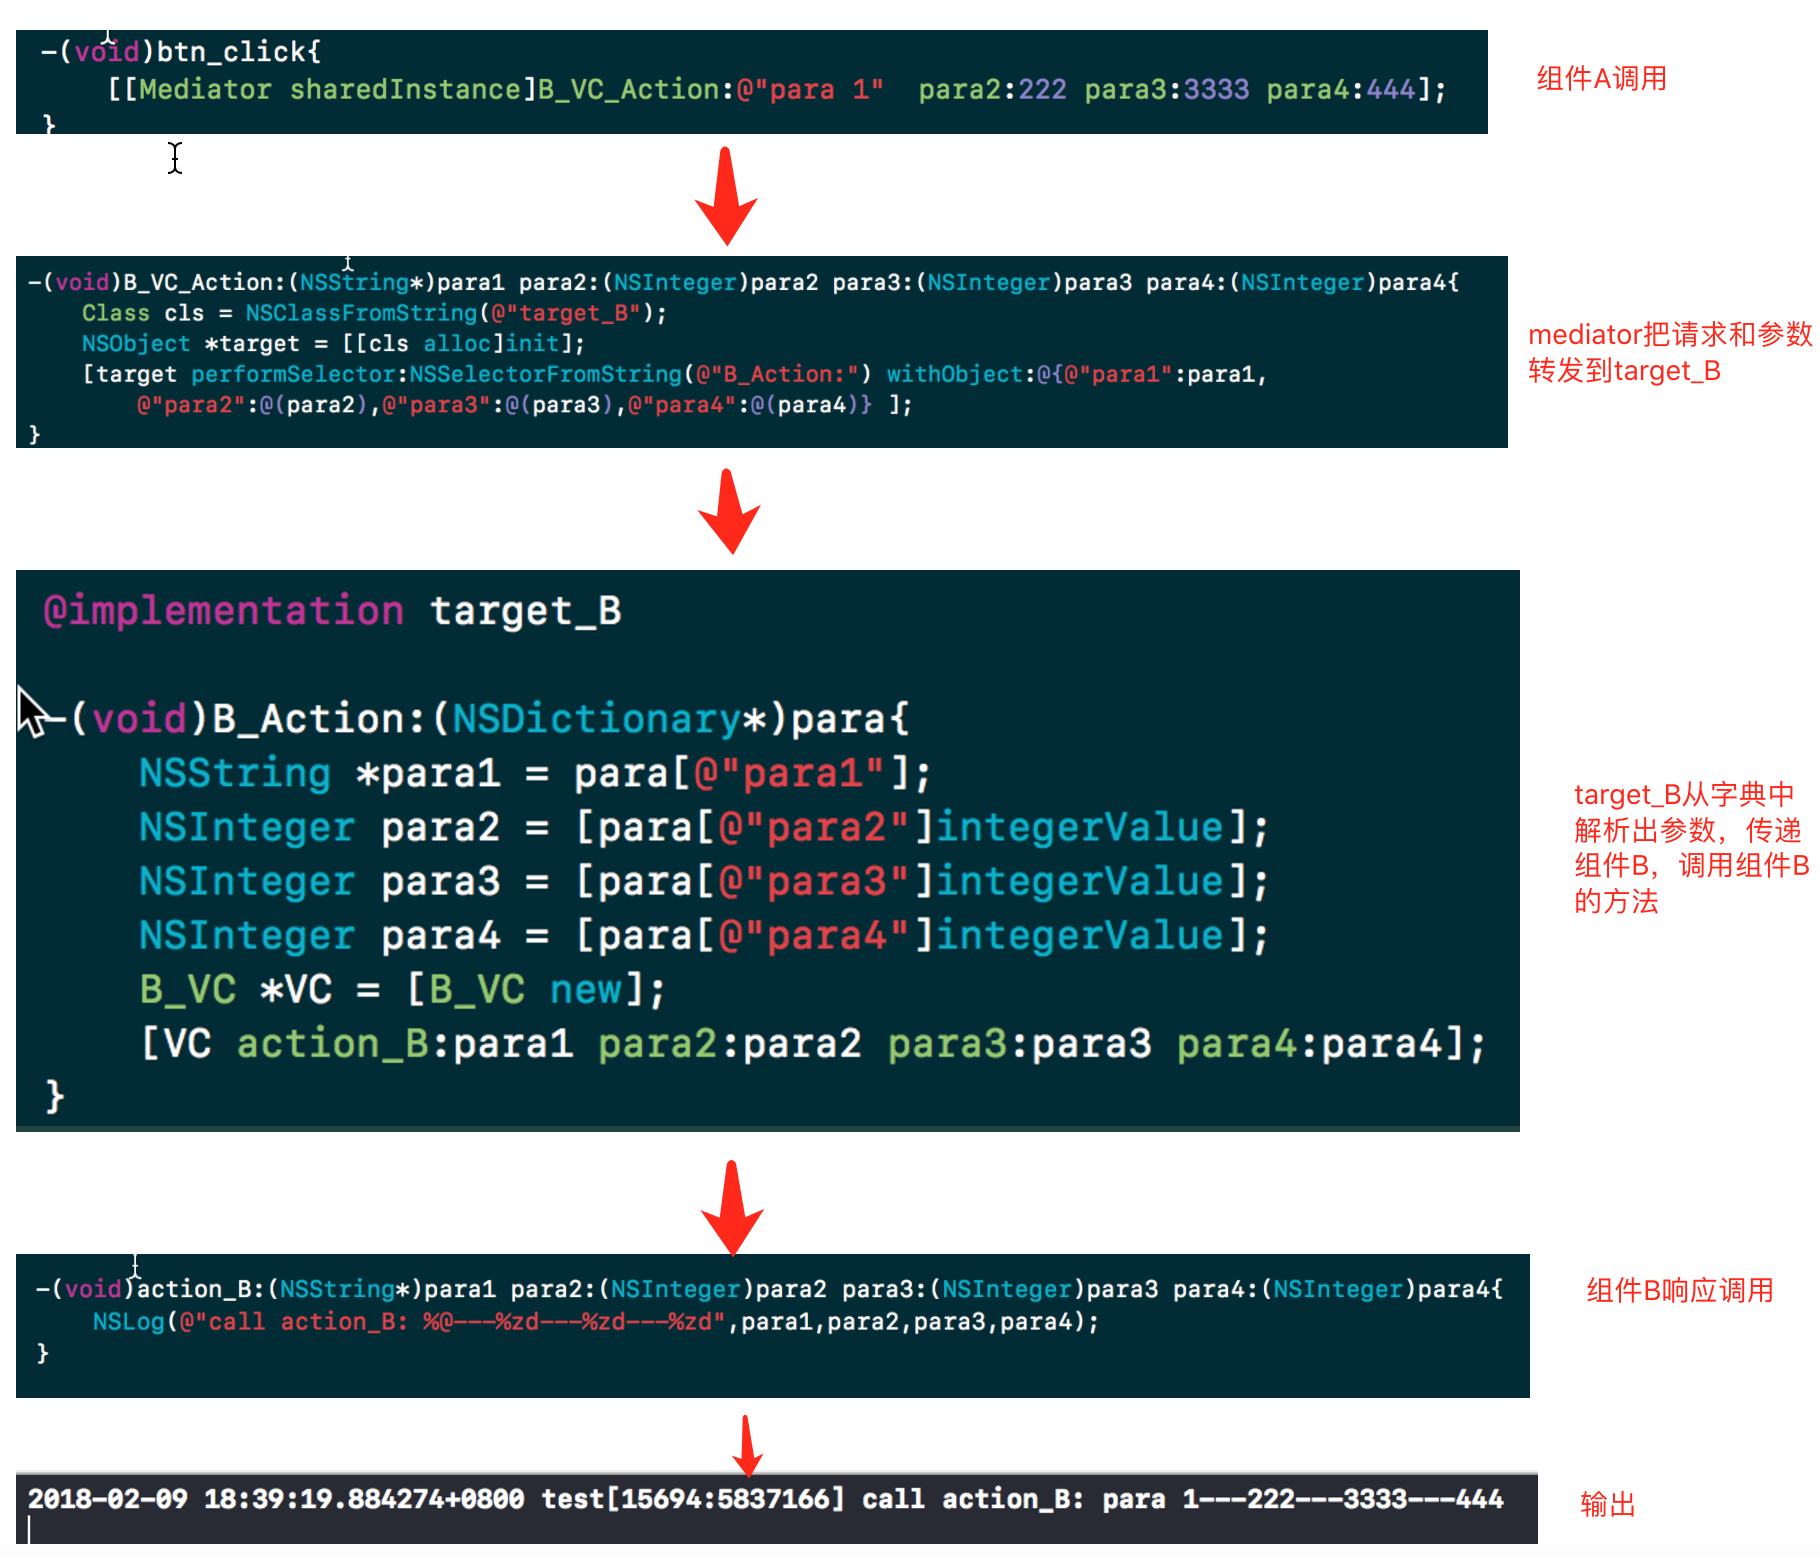 -(void)btn_click{
[[Mediator sharedInstance]B_VC_Action:@"para 1"  para2:222 para3:3333 para4:444];
}
组件A调用
-(void)B_VC_Action:(NSString*)para1 para2:(NSInteger)para2 para3:(NSInteger)para3 para4:(NSInteger)para4{
Class cls = NSClassFromString(@"target_B");
NSObject *target = [[cls alloc]init];
[target performSelector:NSSelectorFromString(@"B_Action:") withObject:@{@"para1":para1,
@"para2":@(para2),@"para3":@(para3),@"para4":@(para4)} ];
}
mediator把请求和参数
转发到target_B
@implementation target_B
-(void)B_Action:(NSDictionary*)para{
NSString *para1 = para[@"para1"];
NSInteger para2 = [para[@"para2"]integerValue];
NSInteger para3 = [para[@"para3"]integerValue];
NSInteger para4 = [para[@"para4"]integerValue];
B_VC *VC = [B_VC new];
[VC action_B:para1 para2:para2 para3:para3 para4:para4];
}
target_B从字典中
解析出参数，传递
组件B，调用组件B
的方法
-(void)action_B:(NSString*)para1 para2:(NSInteger)para2 para3:(NSInteger)para3 para4:(NSInteger)para4{
NSLog(@"call action_B: %@---%zd---%zd---%zd",para1,para2,para3,para4);
}
组件B响应调用
2018-02-09 18:39:19.884274+0800 test[15694:5837166] call action_B: para 1---222---3333---444
输出